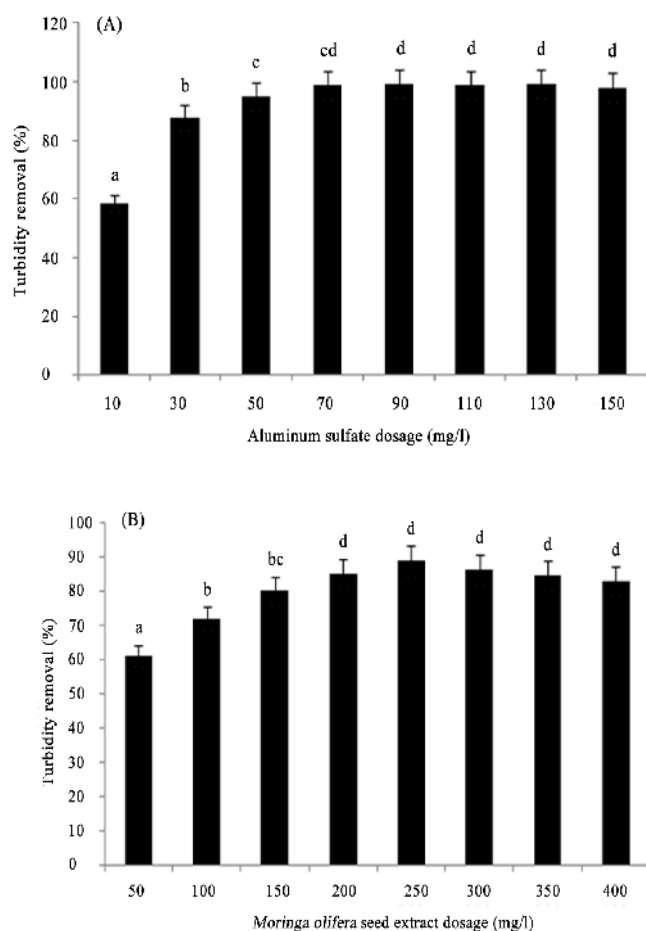 (A)
120
100
80
60
40
20
0
Turbidity removal (%)
a b c cd d d d d
10 30 50 70 90 110 130 150
Aluminum sulfate dosage (mg/l)
(B)
100
90
80
70
60
50
40
30
20
10
0
Turbidity removal (%)
a b bc d d d d d
50 100 150 200 250 300 350 400
Moringa olifera seed extract dosage (mg/l)